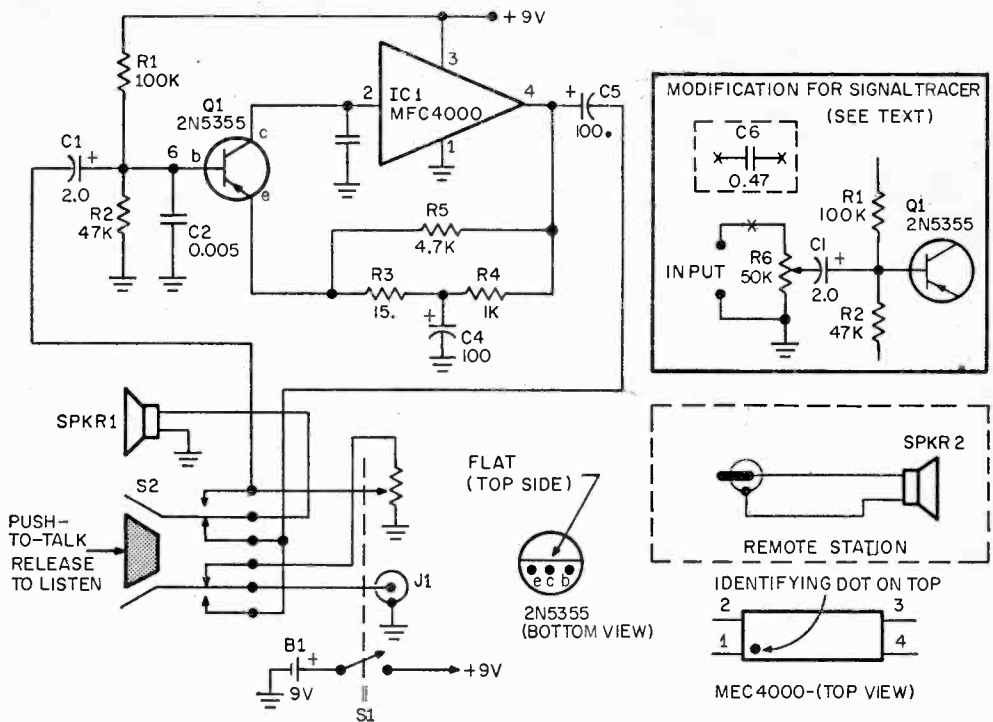 +9V
R1
100K
Q1
2N5355
C1
+
2.0
6
b
c
e
R2
47K
C2
0.005
2
IC1
MFC4000
3
1
4
+
C5
100.
R5
4.7K
R3
15.
R4
1K
+
C4
100
MODIFICATION FOR SIGNAL TRACER
(SEE TEXT)
C6
0.47
R1
100K
Q1
2N5355
INPUT
R6
50K
C1
+
2.0
R2
47K
SPKR1
S2
PUSH-
TO-TALK
RELEASE
TO LISTEN
J1
B1
+
9V
+9V
S1
FLAT
(TOP SIDE)
e c b
2N5355
(BOTTOM VIEW)
SPKR 2
REMOTE STATION
IDENTIFYING DOT ON TOP
2
3
1
4
MEC4000-(TOP VIEW)